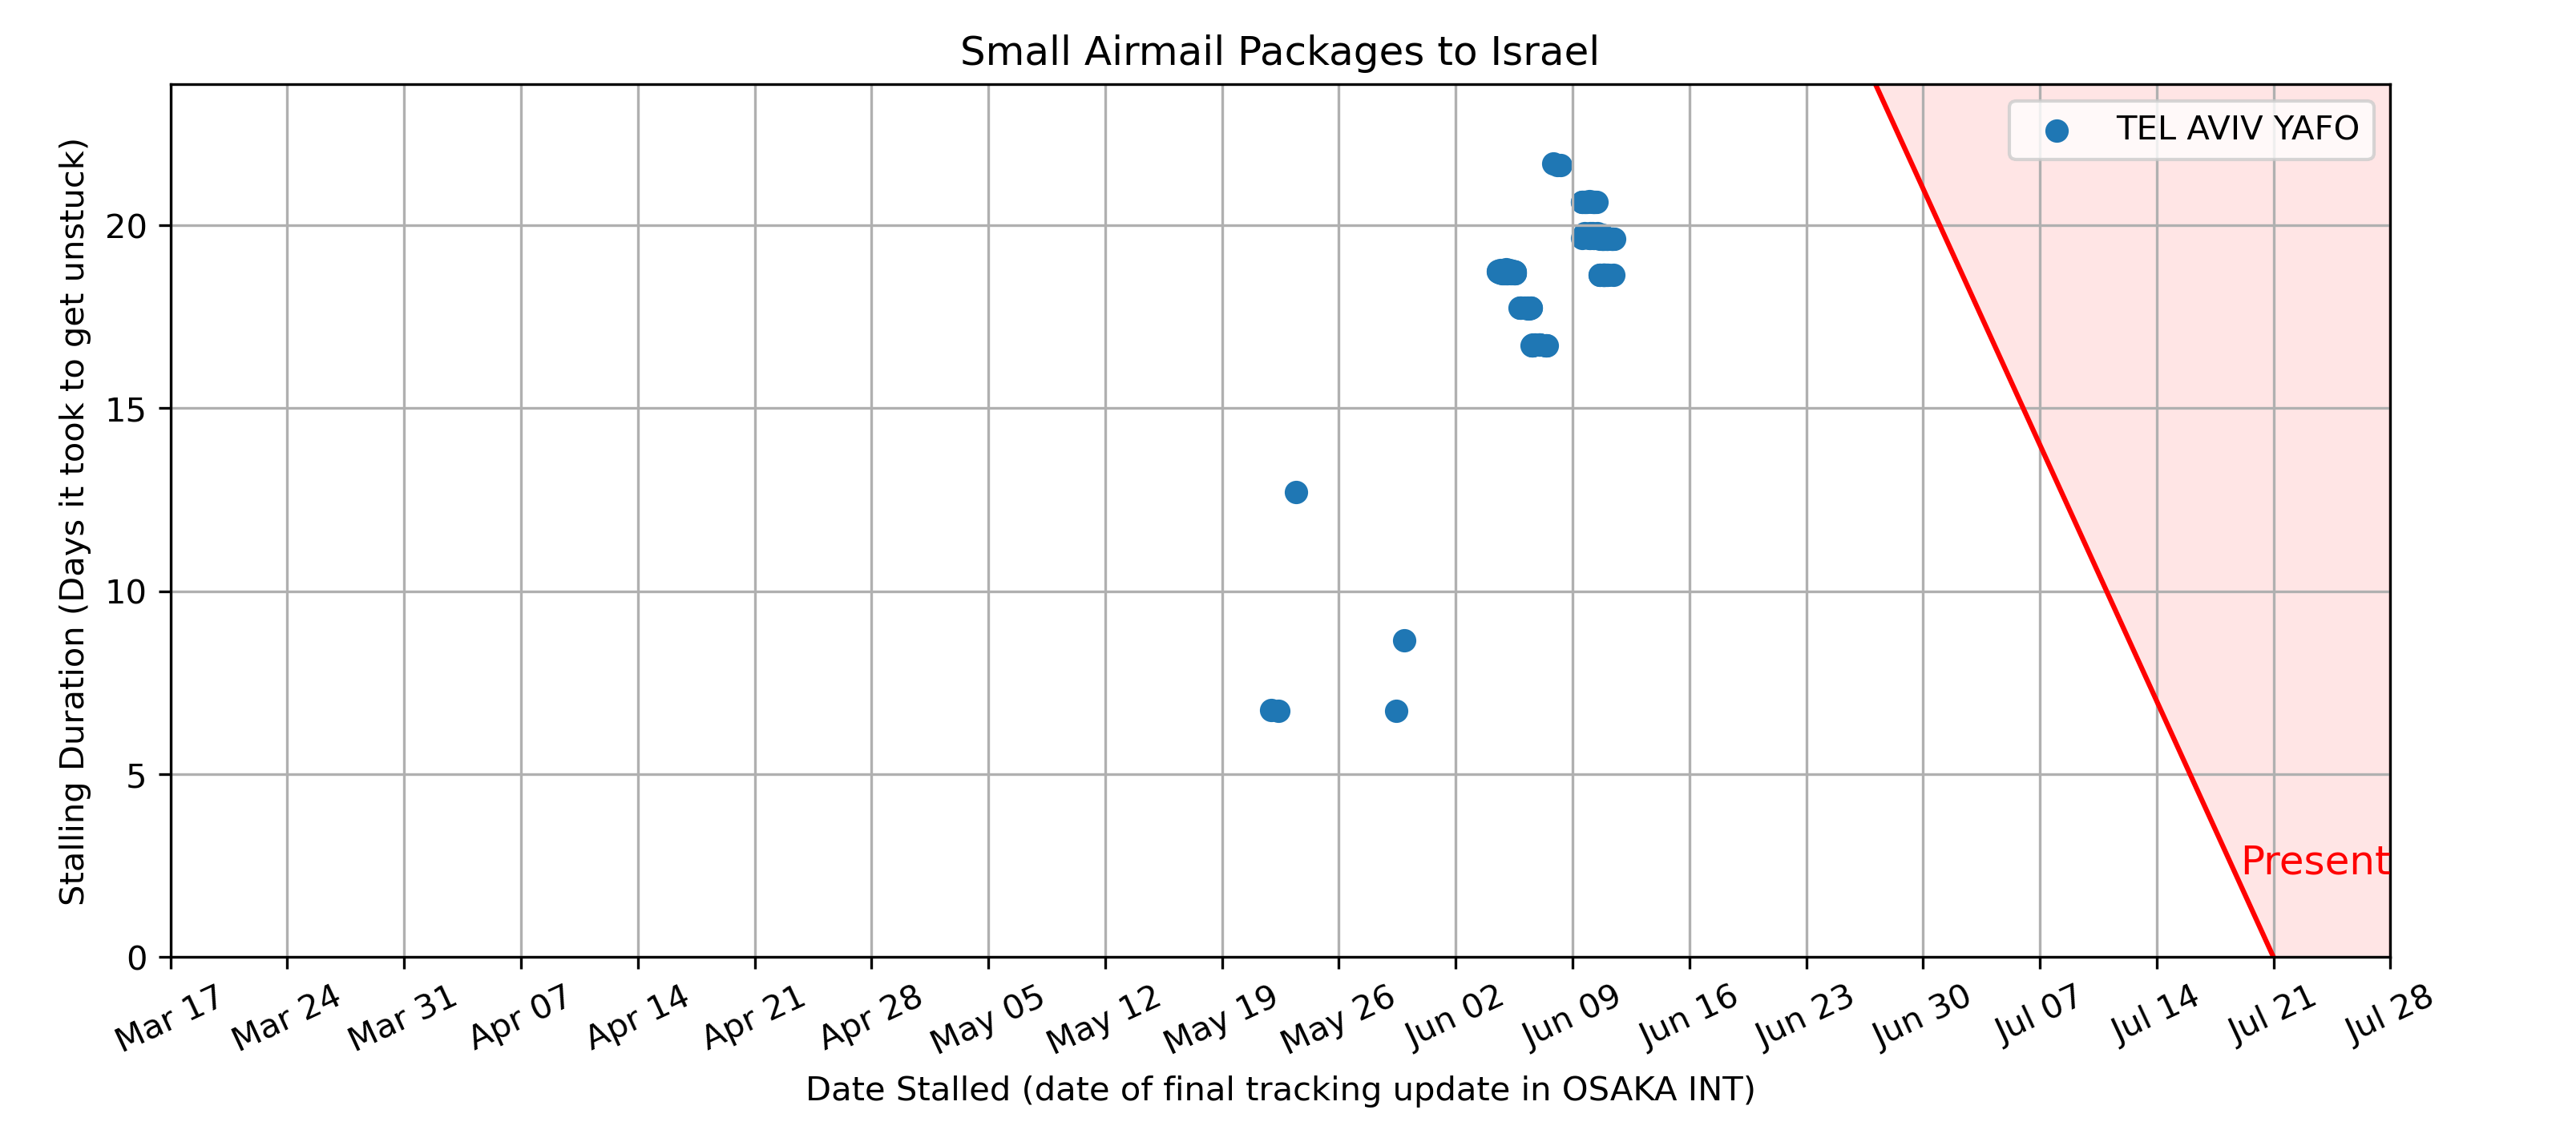 Small Airmail Packages to Israel
TEL AVIV YAFO
Stalling Duration (Days it took to get unstuck)
20
15
10
5
0
Present
Mar 17
Mar 24
Mar 31
Apr 07
Apr 14
Apr 21
Apr 28
May 05
May 12
May 19
May 26
Jun 02
Jun 09
Jun 16
Jun 23
Jun 30
Jul 07
Jul 14
Jul 21
Jul 28
Date Stalled (date of final tracking update in OSAKA INT)